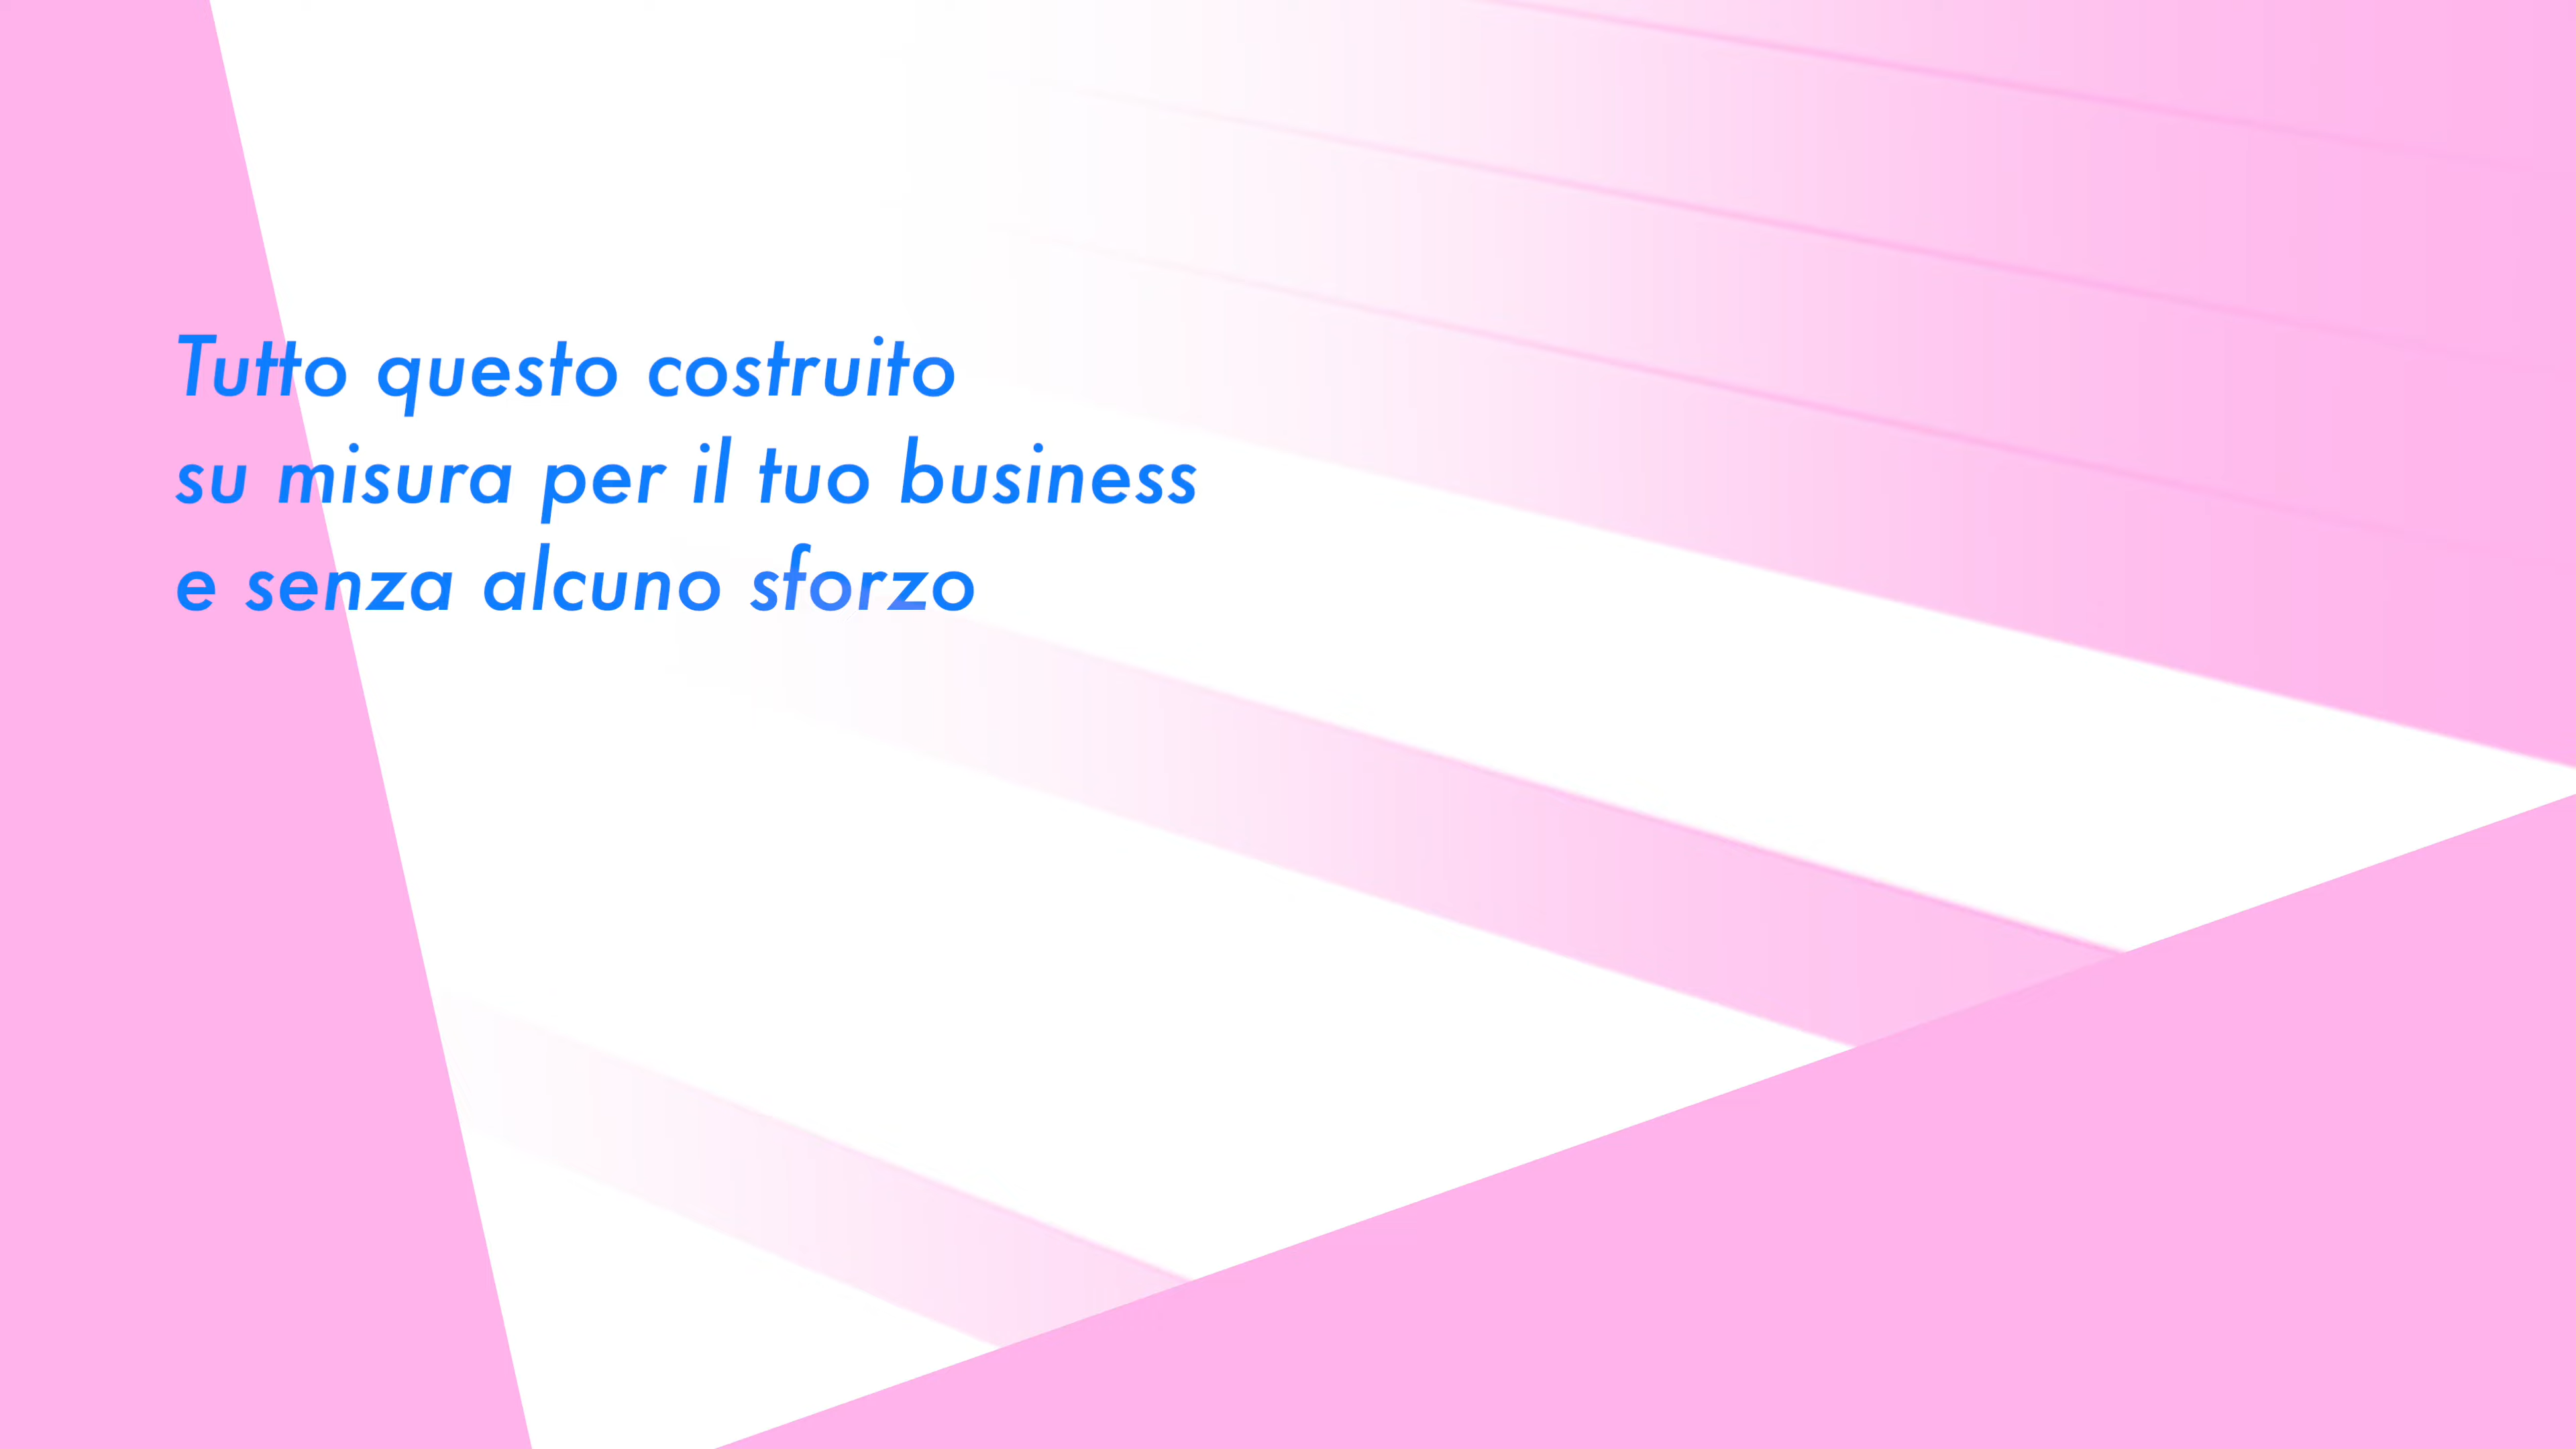 Tutto questo costruito
su misura per il tuo business
e senza alcuno sforzo